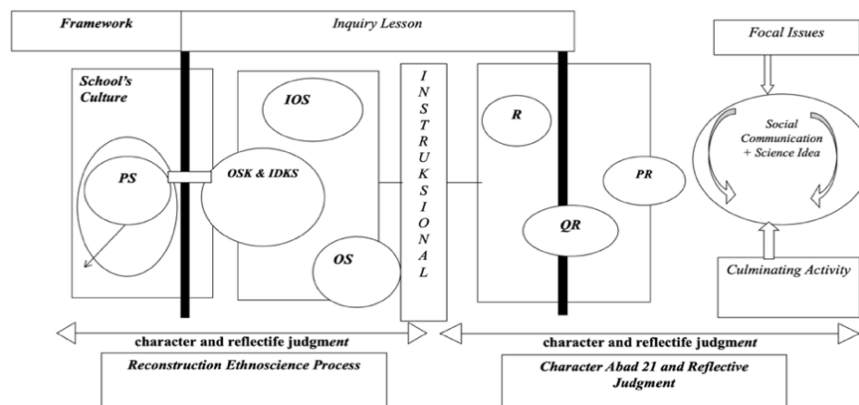 Framework
Inquiry Lesson
Focal Issues
School's
Culture
PS
IOS
OSK & IDKS
OS
INSTRUKSIONAL
R
PR
QR
Social
Communication
+ Science Idea
Culminating Activity
character and reflectife judgment
character and reflectife judgment
Reconstruction Ethnoscience Process
Character Abad 21 and Reflective
Judgment